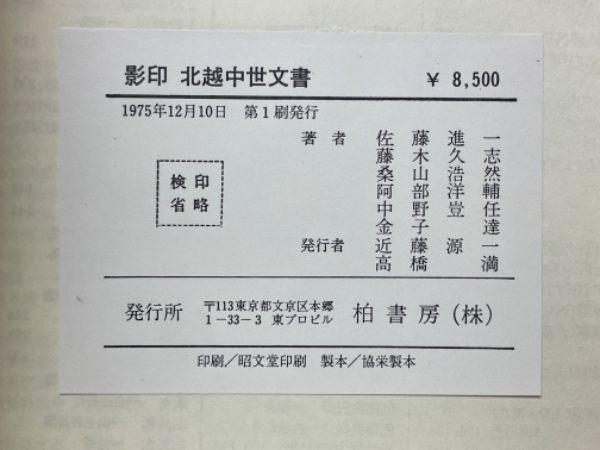 影印 北越中世文書 ¥ 8,500
1975年12月10日 第1刷発行
著者 佐藤進一
藤木久志
桑山浩然
阿部洋輔
中野豈任
金子達
検印
省略
発行者 近藤源一
高橋満
発行所 〒113東京都文京区本郷
1-33-3 東プロビル 柏書房(株)
印刷/昭文堂印刷 製本/協栄製本